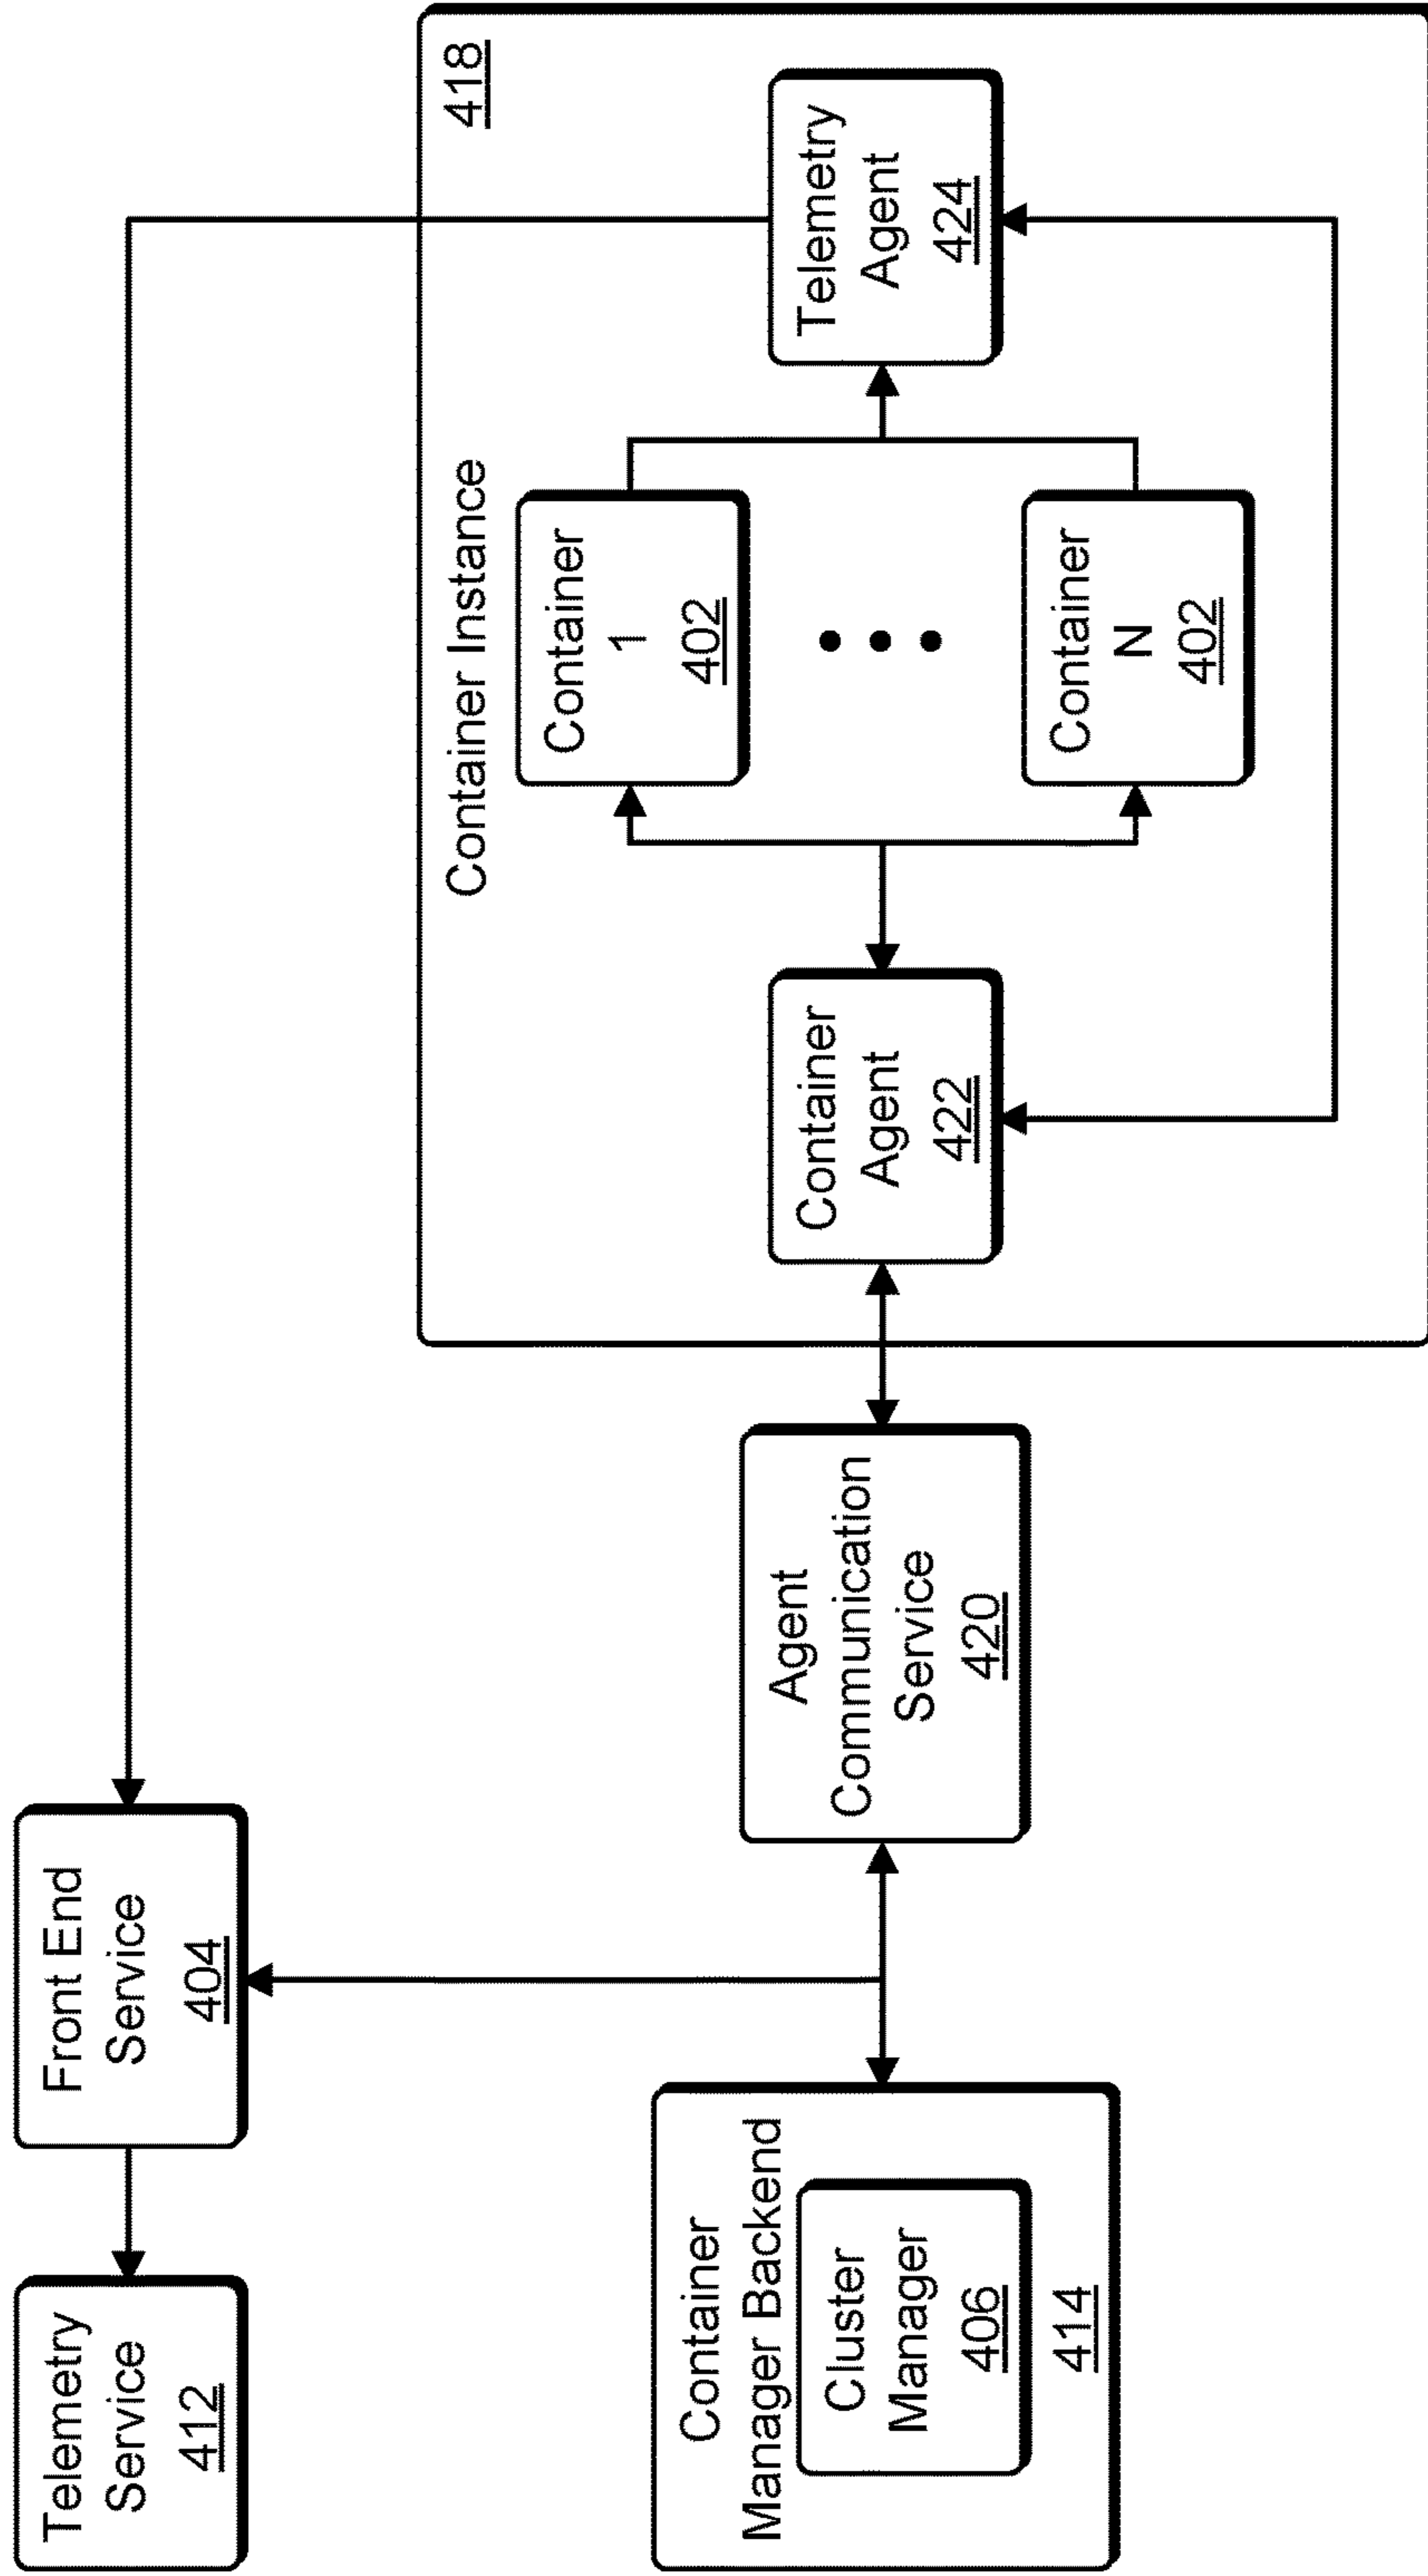 Telemetry
Service
412
Front End
Service
404
Container
Manager Backend
Cluster
Manager
406
414
Agent
Communication
Service
420
Container Instance
418
Container
Agent
422
Container
1
402
Container
N
402
Telemetry
Agent
424